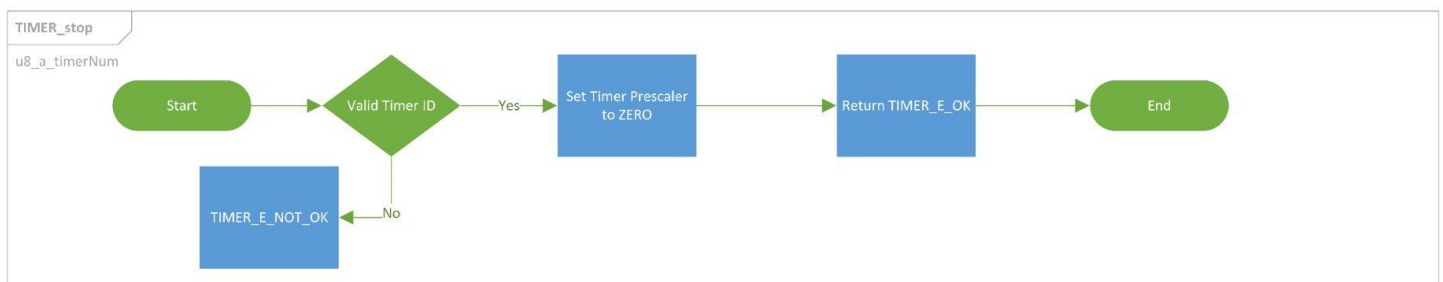 TIMER_stop
u8_a_timerNum
Start
Valid Timer ID
Yes
Set Timer Prescaler
to ZERO
Return TIMER_E_OK
End
No
TIMER_E_NOT_OK